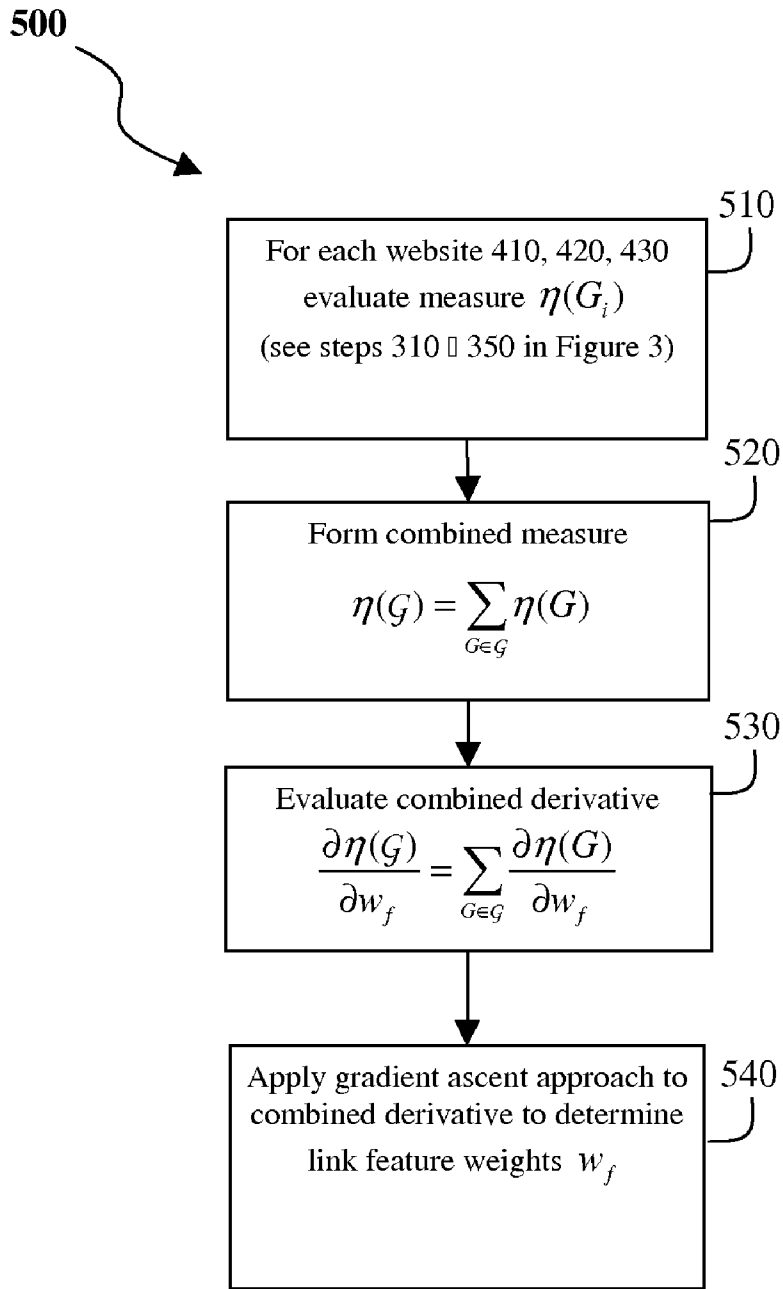 500
510
For each website 410, 420, 430
evaluate measure η(G_i)
(see steps 310 ▯ 350 in Figure 3)
520
Form combined measure
η(𝒢) = ∑_{G∈𝒢} η(G)
530
Evaluate combined derivative
∂η(𝒢)/∂w_f = ∑_{G∈𝒢} ∂η(G)/∂w_f
540
Apply gradient ascent approach to
combined derivative to determine
link feature weights w_f